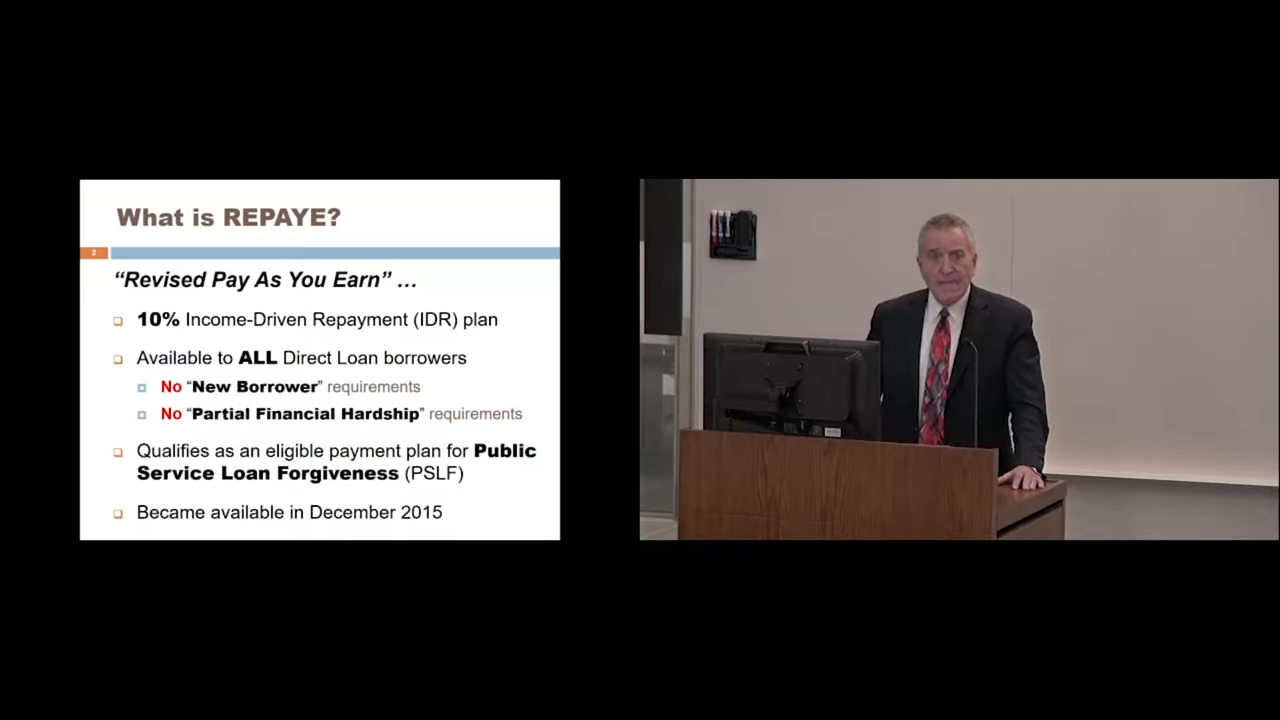 What is REPAYE?
2
“Revised Pay As You Earn” …
10% Income-Driven Repayment (IDR) plan
Available to ALL Direct Loan borrowers
No “New Borrower” requirements
No “Partial Financial Hardship” requirements
Qualifies as an eligible payment plan for Public
Service Loan Forgiveness (PSLF)
Became available in December 2015